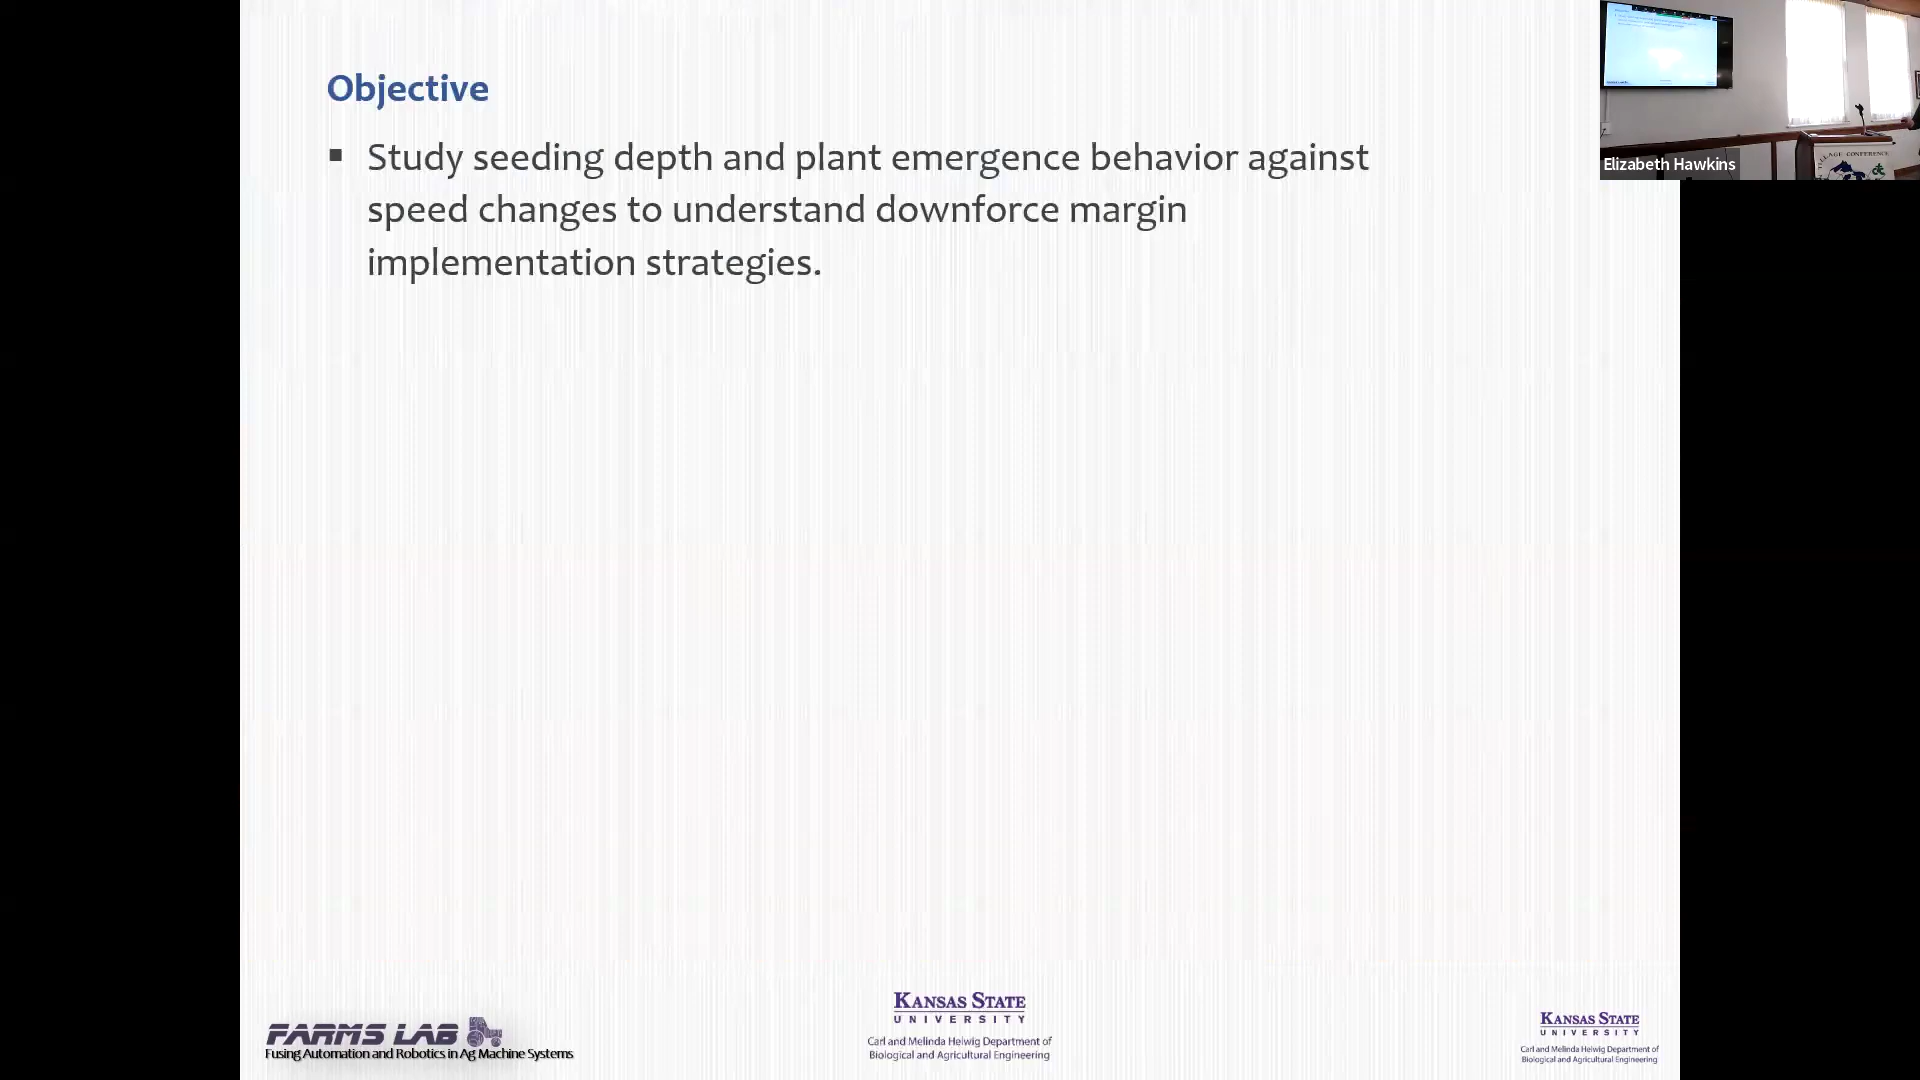 Objective
▪ Study seeding depth and plant emergence behavior against
speed changes to understand downforce margin
implementation strategies.
Elizabeth Hawkins
TILLAGE CONFERENCE
FARMS LAB
Fusing Automation and Robotics in Ag Machine Systems
KANSAS STATE
UNIVERSITY
Carl and Melinda Helwig Department of
Biological and Agricultural Engineering
KANSAS STATE
UNIVERSITY
Carl and Melinda Helwig Department of
Biological and Agricultural Engineering